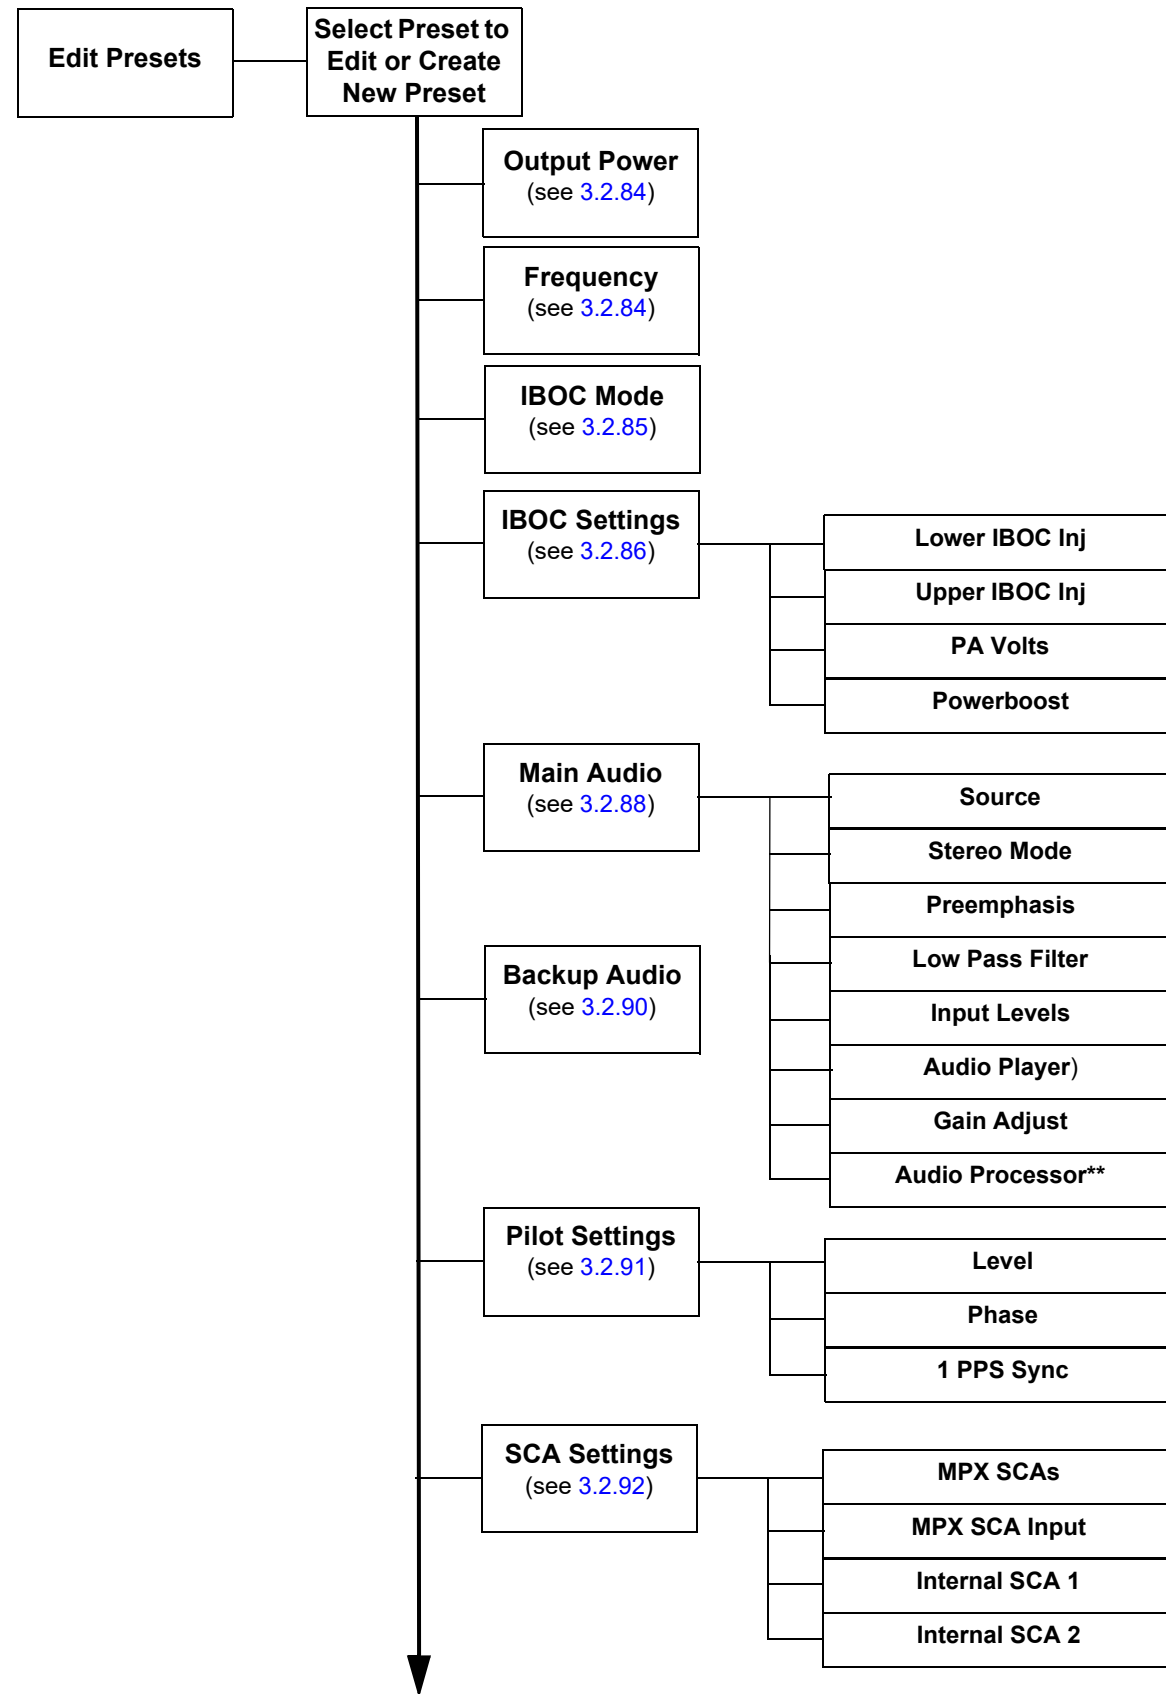 Edit Presets
Select Preset to
Edit or Create
New Preset
Output Power
(see 3.2.84)
Frequency
(see 3.2.84)
IBOC Mode
(see 3.2.85)
IBOC Settings
(see 3.2.86)
Lower IBOC Inj
Upper IBOC Inj
PA Volts
Powerboost
Main Audio
(see 3.2.88)
Source
Stereo Mode
Preemphasis
Low Pass Filter
Input Levels
Audio Player)
Gain Adjust
Audio Processor**
Backup Audio
(see 3.2.90)
Pilot Settings
(see 3.2.91)
Level
Phase
1 PPS Sync
SCA Settings
(see 3.2.92)
MPX SCAs
MPX SCA Input
Internal SCA 1
Internal SCA 2